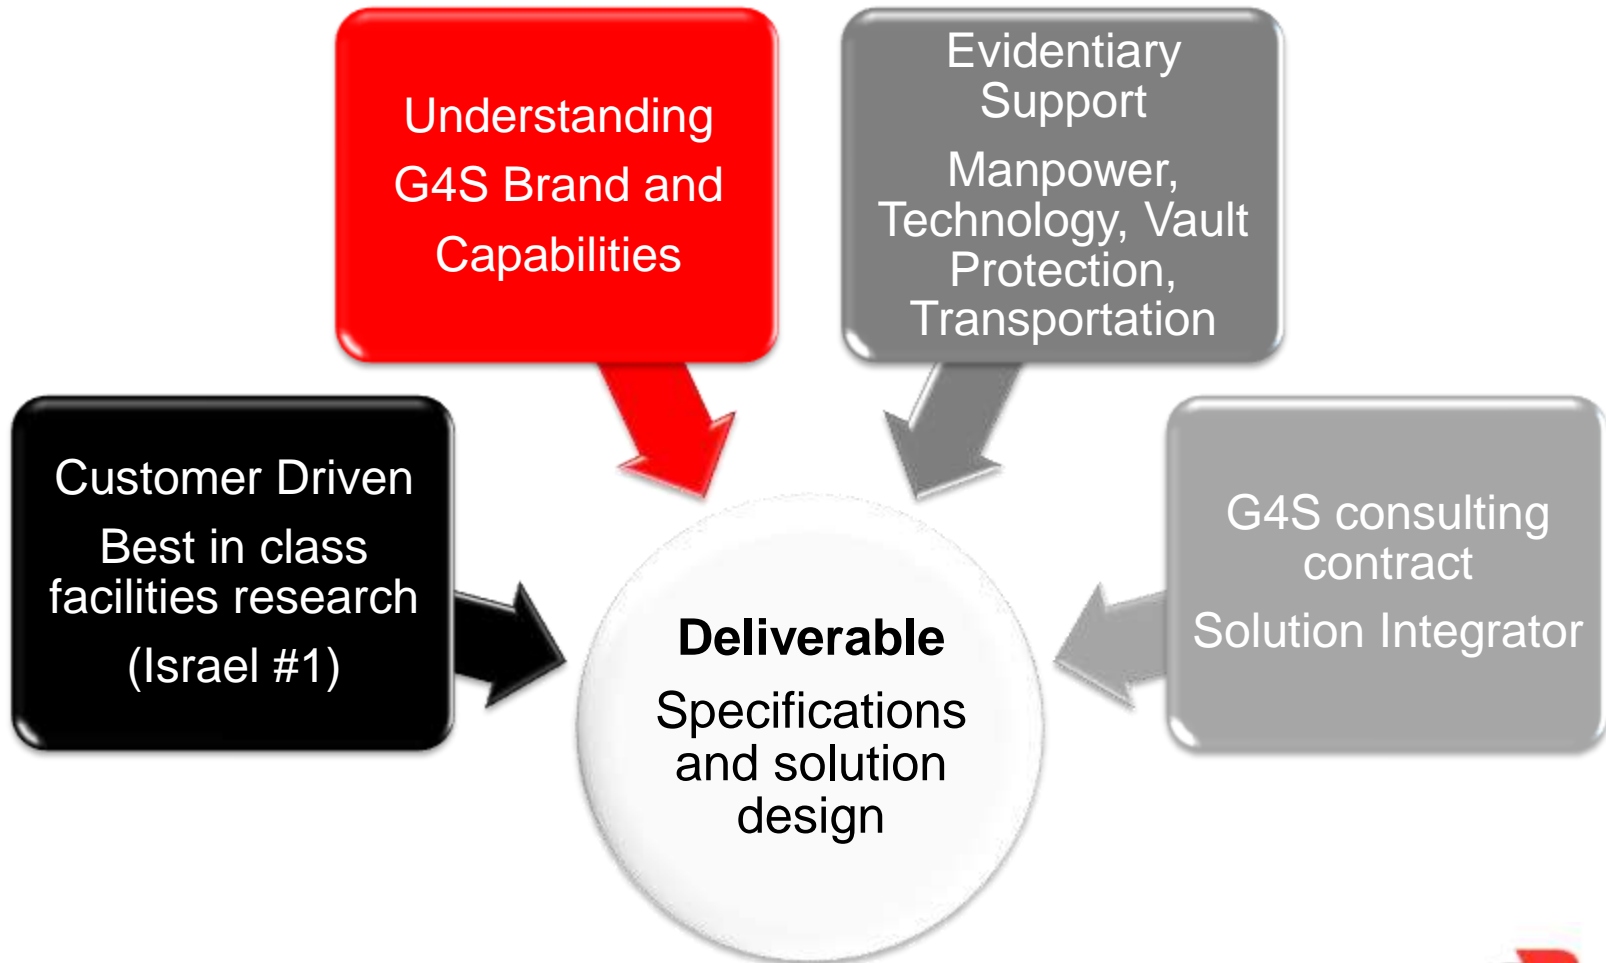 Understanding
G4S Brand and
Capabilities
Evidentiary
Support
Manpower,
Technology, Vault
Protection,
Transportation
Customer Driven
Best in class
facilities research
(Israel #1)
G4S consulting
contract
Solution Integrator
Deliverable
Specifications
and solution
design